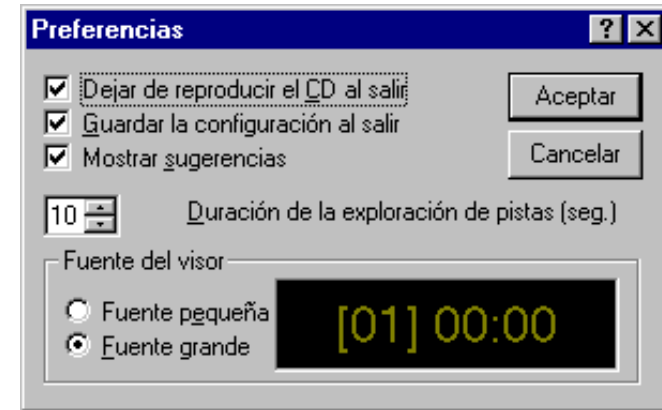 Preferencias
Dejar de reproducir el CD al salir
Guardar la configuración al salir
Mostrar sugerencias
Aceptar
Cancelar
10 Duración de la exploración de pistas (seg.)
Fuente del visor
Fuente pequeña
Fuente grande
[01] 00:00